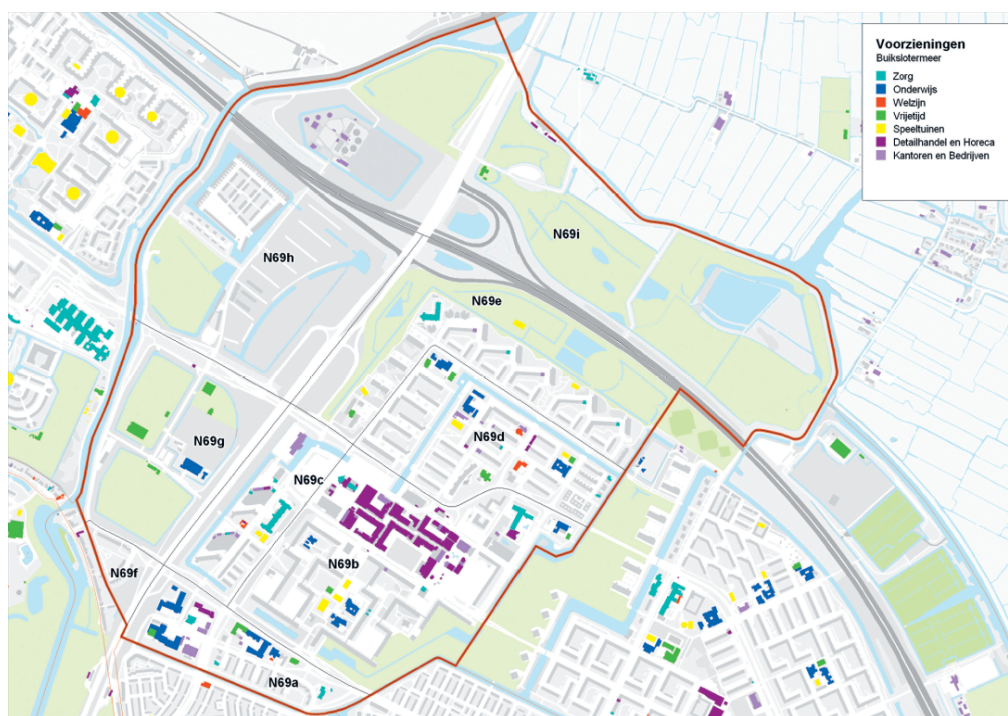 Voorzieningen
Buikslotermeer
Zorg
Onderwijs
Welzijn
Vrijetijd
Speeltuinen
Detailhandel en Horeca
Kantoren en Bedrijven
N69i
N69h
N69e
N69d
N69g
N69c
N69b
N69f
N69a